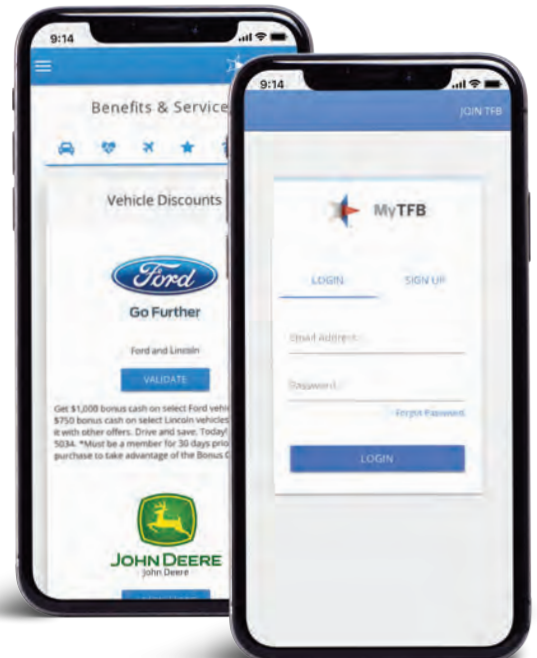 9:14
Benefits & Service
Vehicle Discounts
Ford
Go Further
Ford and Lincoln
VALIDATE
Get $1,000 bonus cash on select Ford vehi
$750 bonus cash on select Lincoln vehicles
it with other offers. Drive and save. Today!
5034. *Must be a member for 30 days prio
purchase to take advantage of the Bonus C
JOHN DEERE
John Deere
9:14
JOIN TFB
MyTFB
LOGIN
SIGN UP
Email Address
Password
Forgot Password
LOGIN